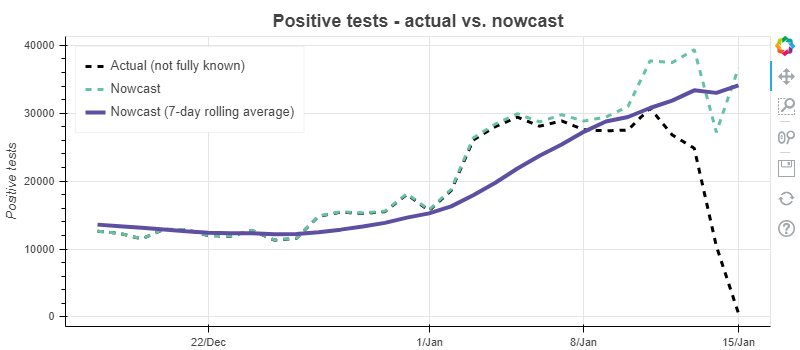 Positive tests - actual vs. nowcast
40000
30000
20000
10000
0
Positive tests
Actual (not fully known)
Nowcast
Nowcast (7-day rolling average)
22/Dec
1/Jan
8/Jan
15/Jan